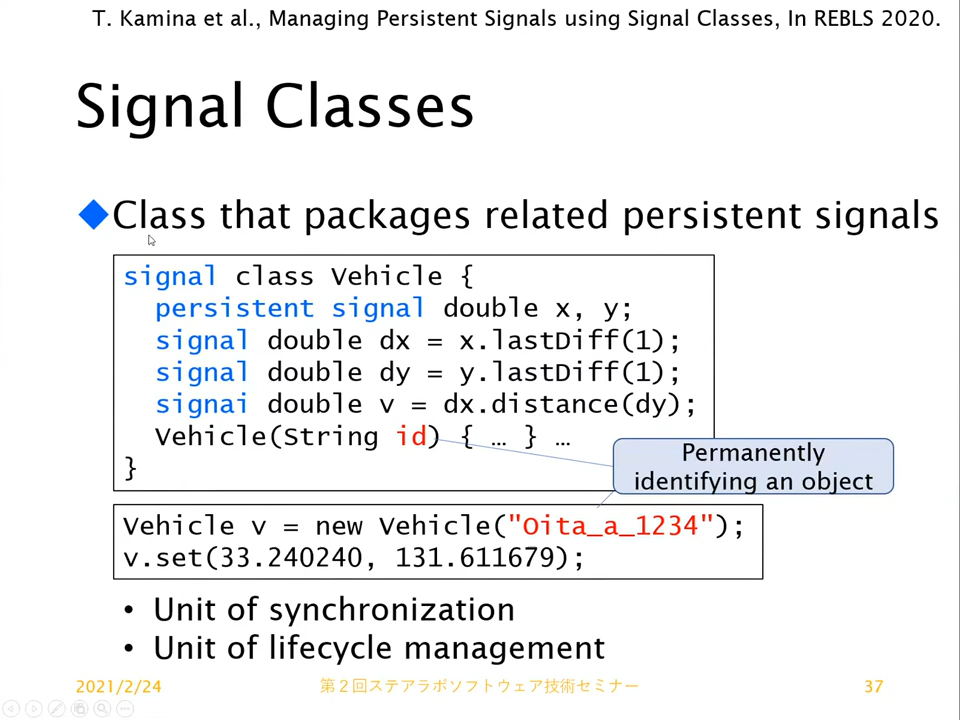 T. Kamina et al., Managing Persistent Signals using Signal Classes, In REBLS 2020.
Signal Classes
◆Class that packages related persistent signals
signal class Vehicle {
persistent signal double x, y;
signal double dx = x.lastDiff(1);
signal double dy = y.lastDiff(1);
signai double v = dx.distance(dy);
Vehicle(String id) { … } …
}
Permanently
identifying an object
Vehicle v = new Vehicle("Oita_a_1234");
v.set(33.240240, 131.611679);
• Unit of synchronization
• Unit of lifecycle management
2021/2/24
第２回ステアラボソフトウェア技術セミナー
37